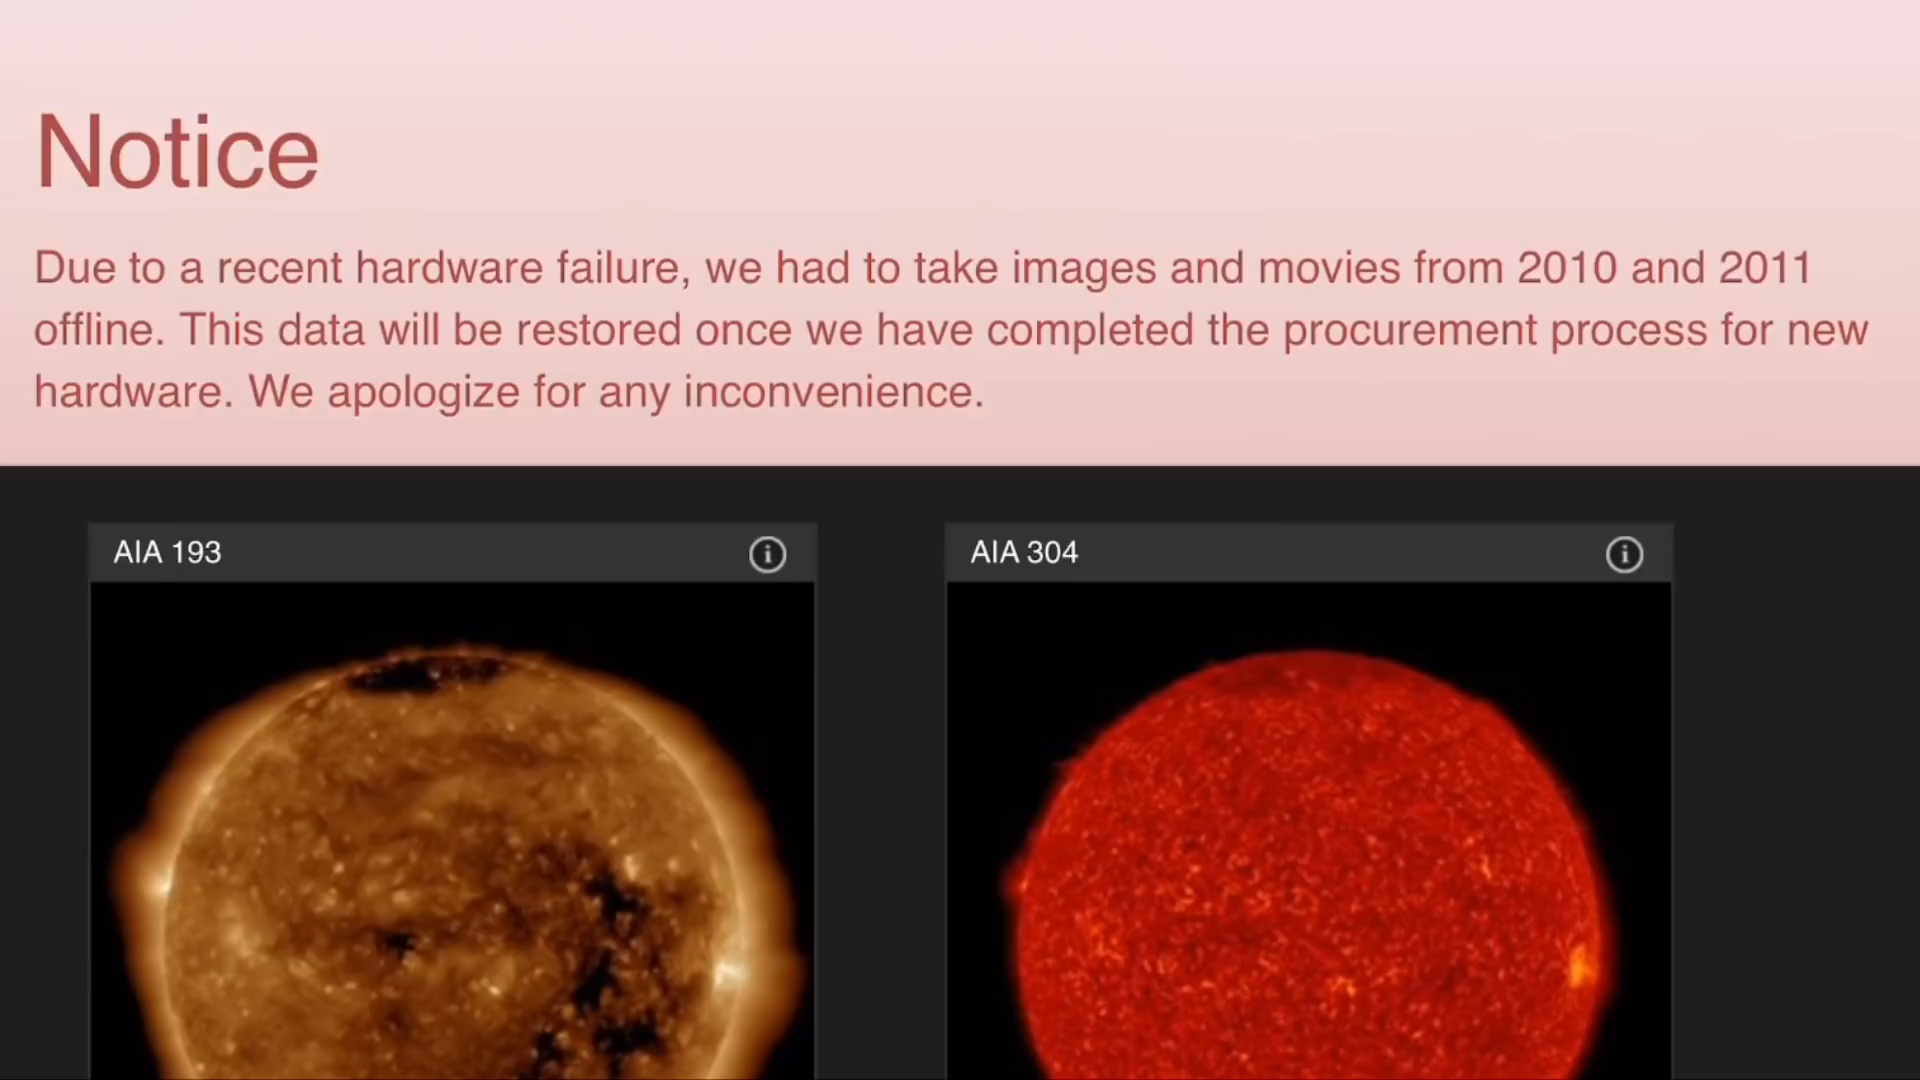 Notice
Due to a recent hardware failure, we had to take images and movies from 2010 and 2011
offline. This data will be restored once we have completed the procurement process for new
hardware. We apologize for any inconvenience.
AIA 193
AIA 304